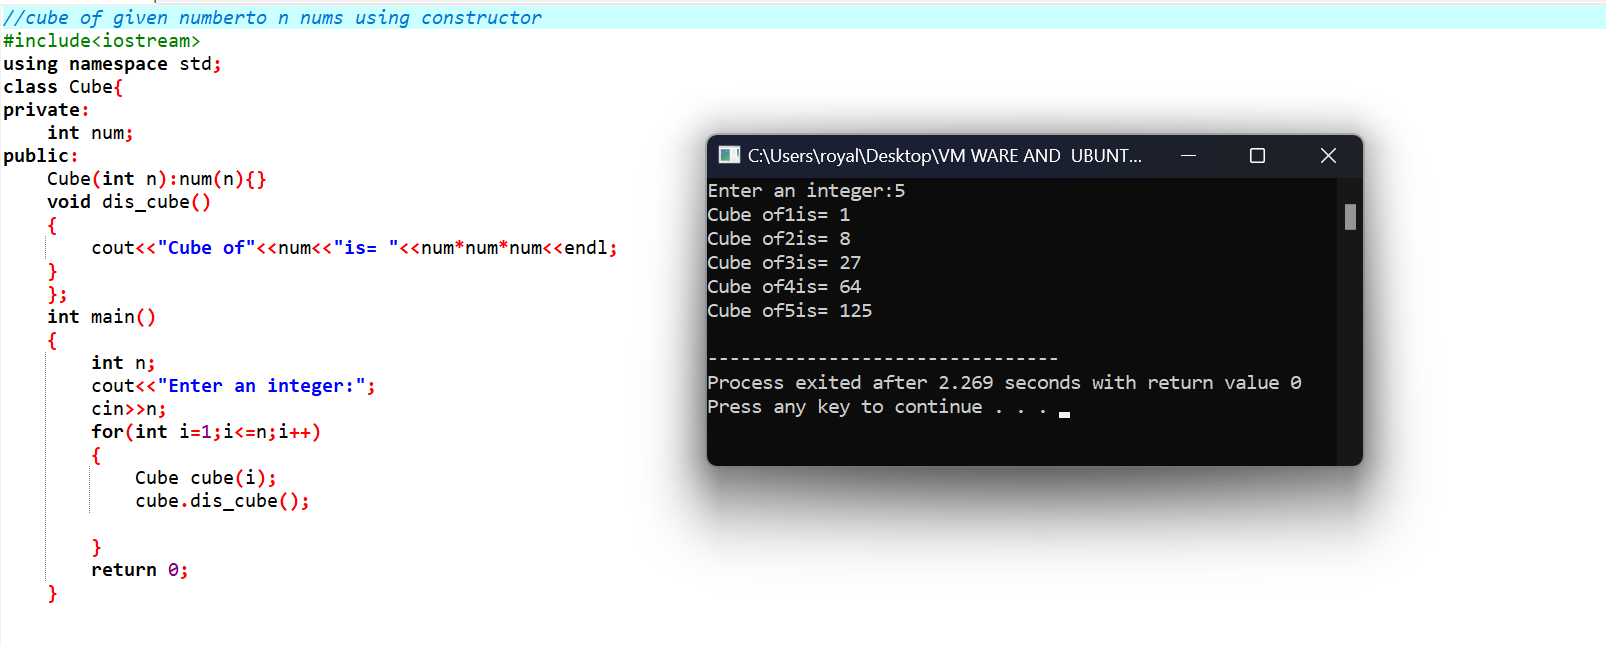 //cube of given numberto n nums using constructor
#include<iostream>
using namespace std;
class Cube{
private:
    int num;
public:
    Cube(int n):num(n){}
    void dis_cube()
    {
        cout<<"Cube of"<<num<<"is= "<<num*num*num<<endl;
    }
    };
    int main()
    {
        int n;
        cout<<"Enter an integer:";
        cin>>n;
        for(int i=1;i<=n;i++)
        {
            Cube cube(i);
            cube.dis_cube();
        }
        return 0;
    }
C:\Users\royal\Desktop\VM WARE AND  UBUNT...
Enter an integer:5
Cube of1is= 1
Cube of2is= 8
Cube of3is= 27
Cube of4is= 64
Cube of5is= 125
--------------------------------
Process exited after 2.269 seconds with return value 0
Press any key to continue . . .